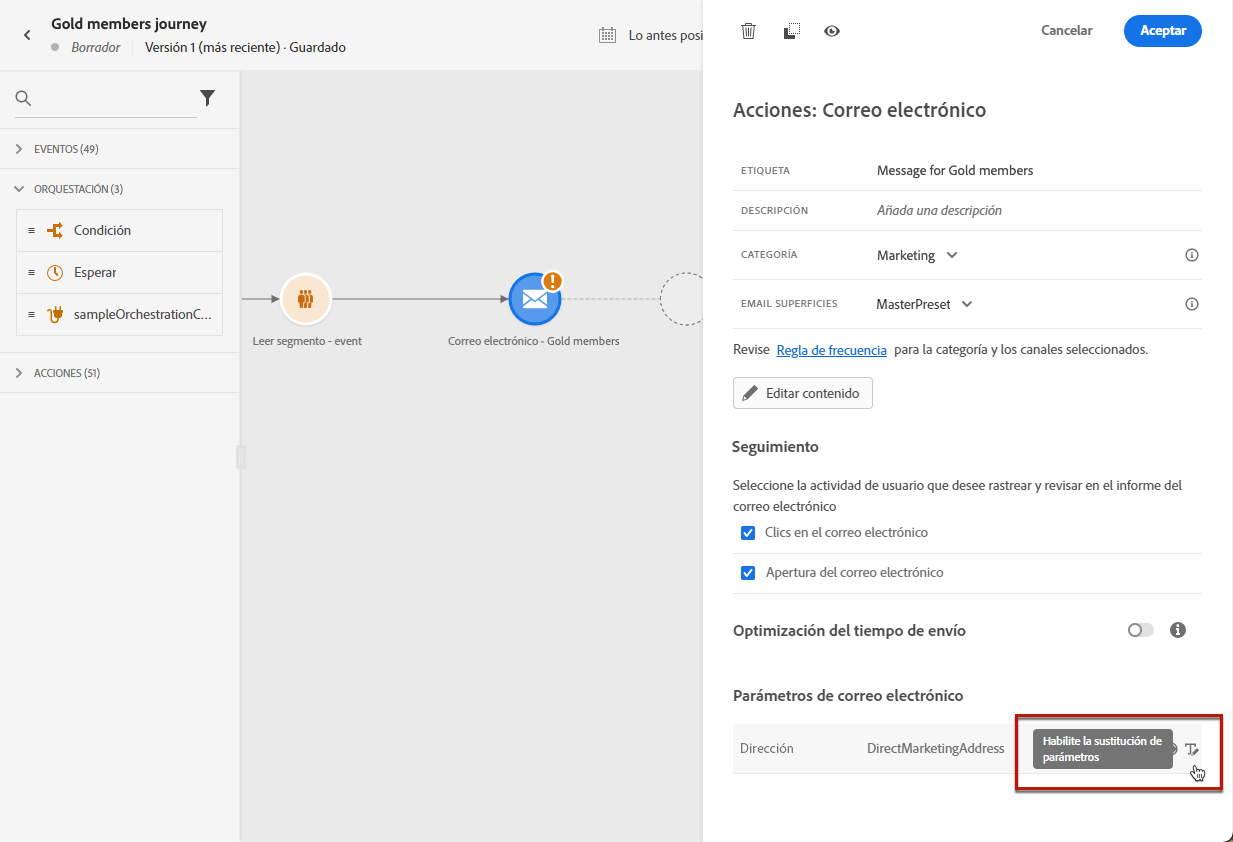 Gold members journey
Borrador
Versión 1 (más reciente) · Guardado
Lo antes posi
Cancelar
Aceptar
EVENTOS (49)
ORQUESTACIÓN (3)
Condición
Esperar
sampleOrchestrationC...
ACCIONES (51)
Leer segmento - event
Correo electrónico - Gold members
Acciones: Correo electrónico
ETIQUETA
Message for Gold members
DESCRIPCIÓN
Añada una descripción
CATEGORÍA
Marketing
EMAIL SUPERFICIES
MasterPreset
Revise Regla de frecuencia para la categoría y los canales seleccionados.
Editar contenido
Seguimiento
Seleccione la actividad de usuario que desee rastrear y revisar en el informe del
correo electrónico
Clics en el correo electrónico
Apertura del correo electrónico
Optimización del tiempo de envío
Parámetros de correo electrónico
Dirección
DirectMarketingAddress
Habilite la sustitución de
parámetros